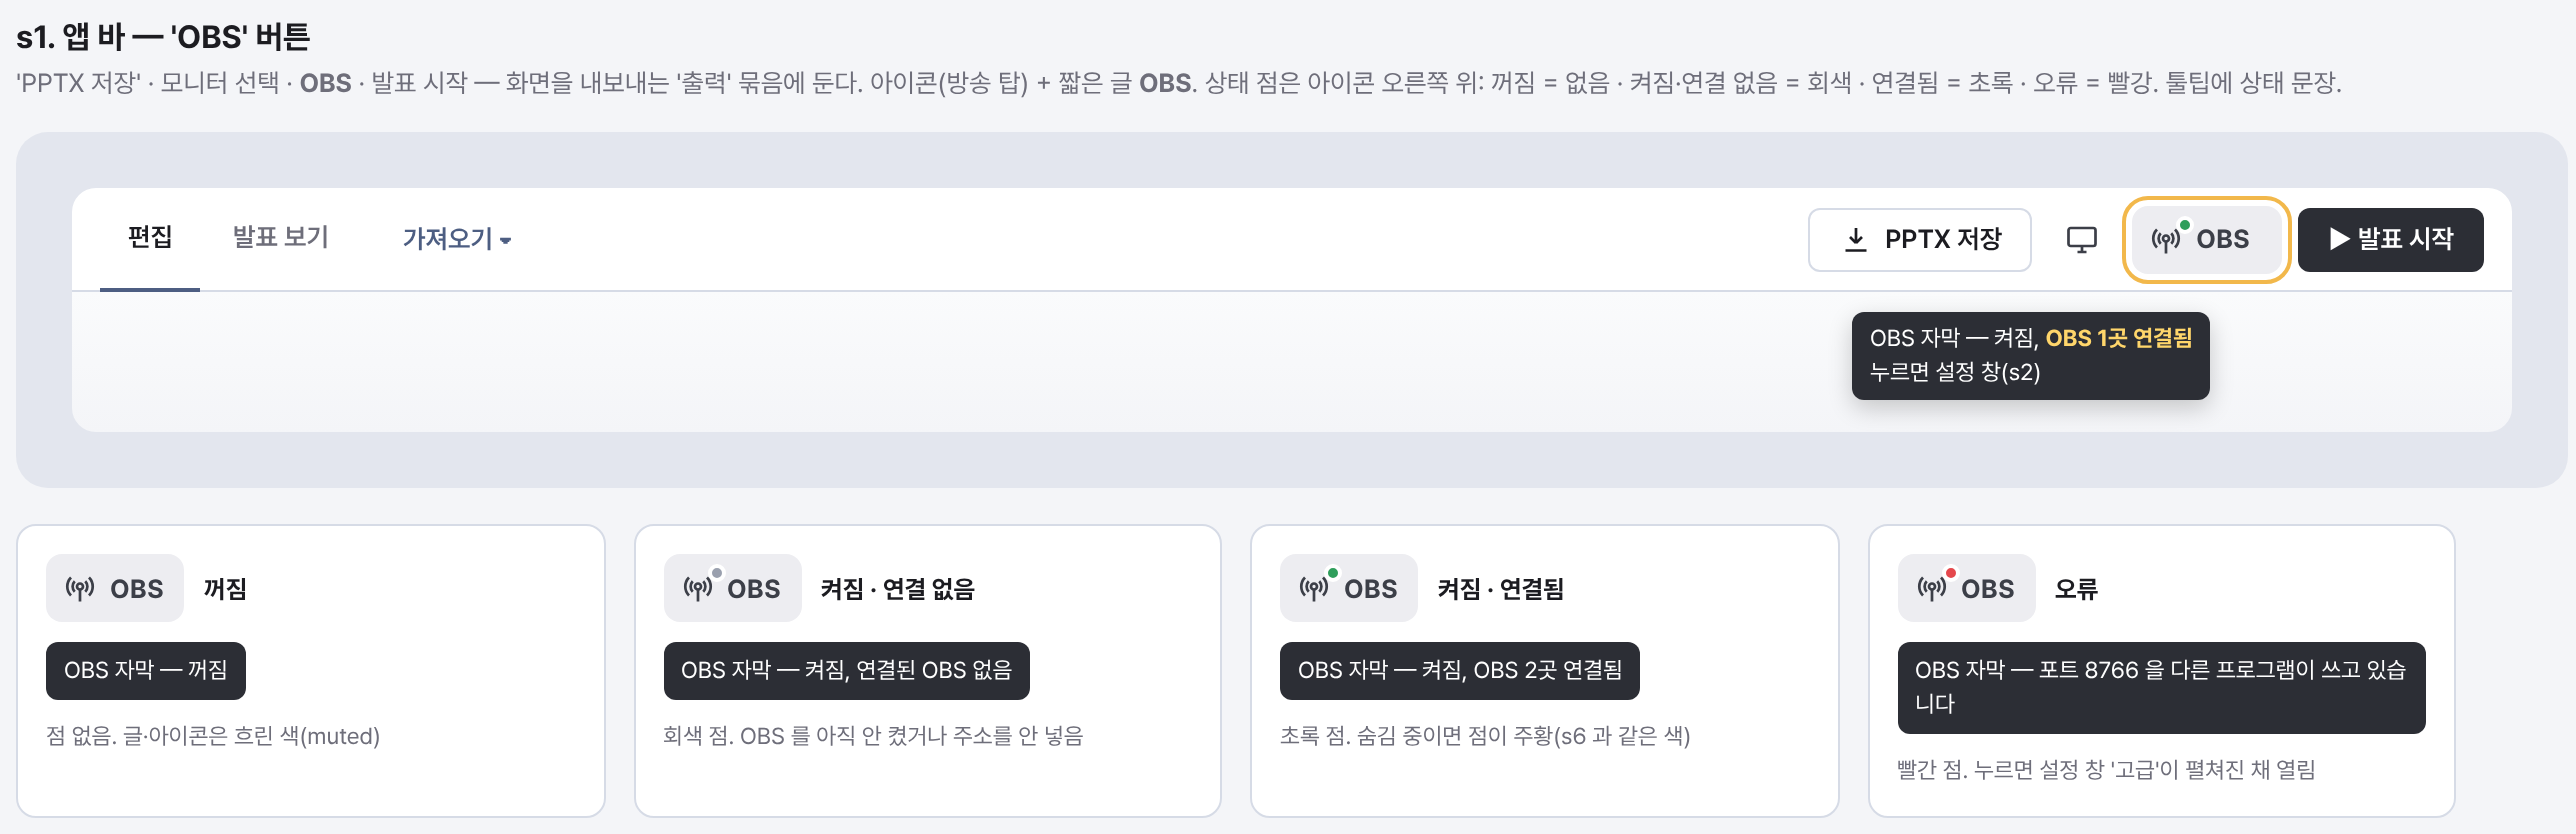 s1. 앱 바 — 'OBS' 버튼
'PPTX 저장' · 모니터 선택 · OBS · 발표 시작 — 화면을 내보내는 '출력' 묶음에 둔다. 아이콘(방송 탑) + 짧은 글 OBS. 상태 점은 아이콘 오른쪽 위: 꺼짐 = 없음 · 켜짐·연결 없음 = 회색 · 연결됨 = 초록 · 오류 = 빨강. 툴팁에 상태 문장.
편집 발표 보기 가져오기 PPTX 저장 OBS ▶ 발표 시작
OBS 자막 — 켜짐, OBS 1곳 연결됨
누르면 설정 창(s2)
OBS 꺼짐
OBS 자막 — 꺼짐
점 없음. 글·아이콘은 흐린 색(muted)
OBS 켜짐 · 연결 없음
OBS 자막 — 켜짐, 연결된 OBS 없음
회색 점. OBS 를 아직 안 켰거나 주소를 안 넣음
OBS 켜짐 · 연결됨
OBS 자막 — 켜짐, OBS 2곳 연결됨
초록 점. 숨김 중이면 점이 주황(s6 과 같은 색)
OBS 오류
OBS 자막 — 포트 8766 을 다른 프로그램이 쓰고 있습
니다
빨간 점. 누르면 설정 창 '고급'이 펼쳐진 채 열림